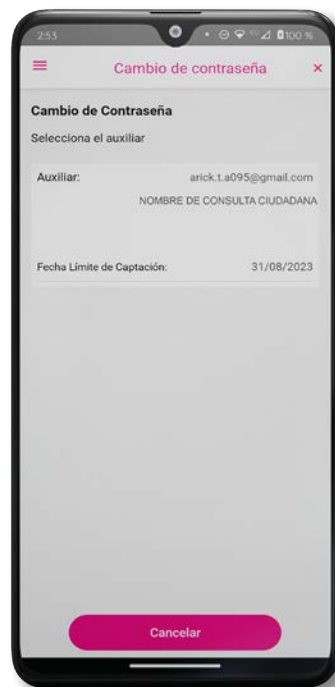 2:53 100 %
Cambio de contraseña ×
Cambio de Contraseña
Selecciona el auxiliar
Auxiliar: arick.t.a095@gmail.com
NOMBRE DE CONSULTA CIUDADANA
Fecha Límite de Captación: 31/08/2023
Cancelar